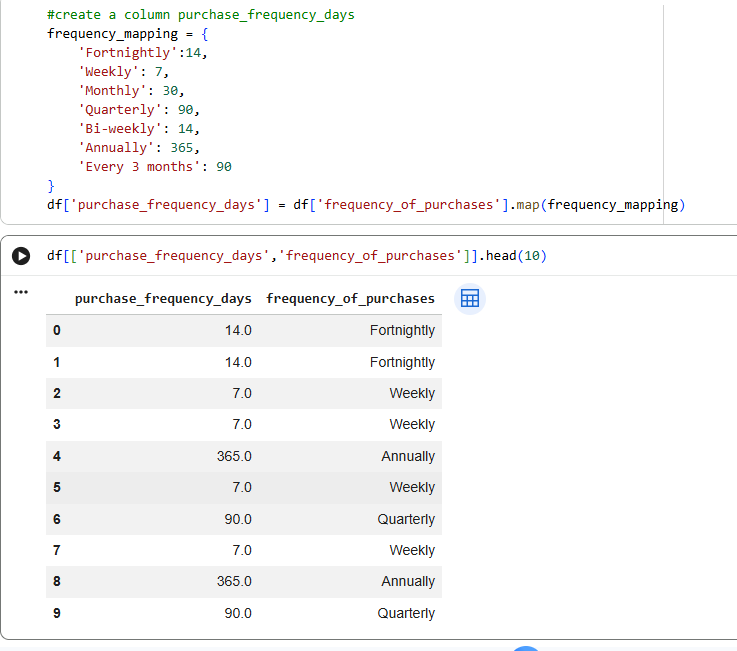 #create a column purchase_frequency_days
frequency_mapping = {
    'Fortnightly':14,
    'Weekly': 7,
    'Monthly': 30,
    'Quarterly': 90,
    'Bi-weekly': 14,
    'Annually': 365,
    'Every 3 months': 90
}
df['purchase_frequency_days'] = df['frequency_of_purchases'].map(frequency_mapping)
df[['purchase_frequency_days','frequency_of_purchases']].head(10)
purchase_frequency_days frequency_of_purchases
0 14.0 Fortnightly
1 14.0 Fortnightly
2 7.0 Weekly
3 7.0 Weekly
4 365.0 Annually
5 7.0 Weekly
6 90.0 Quarterly
7 7.0 Weekly
8 365.0 Annually
9 90.0 Quarterly